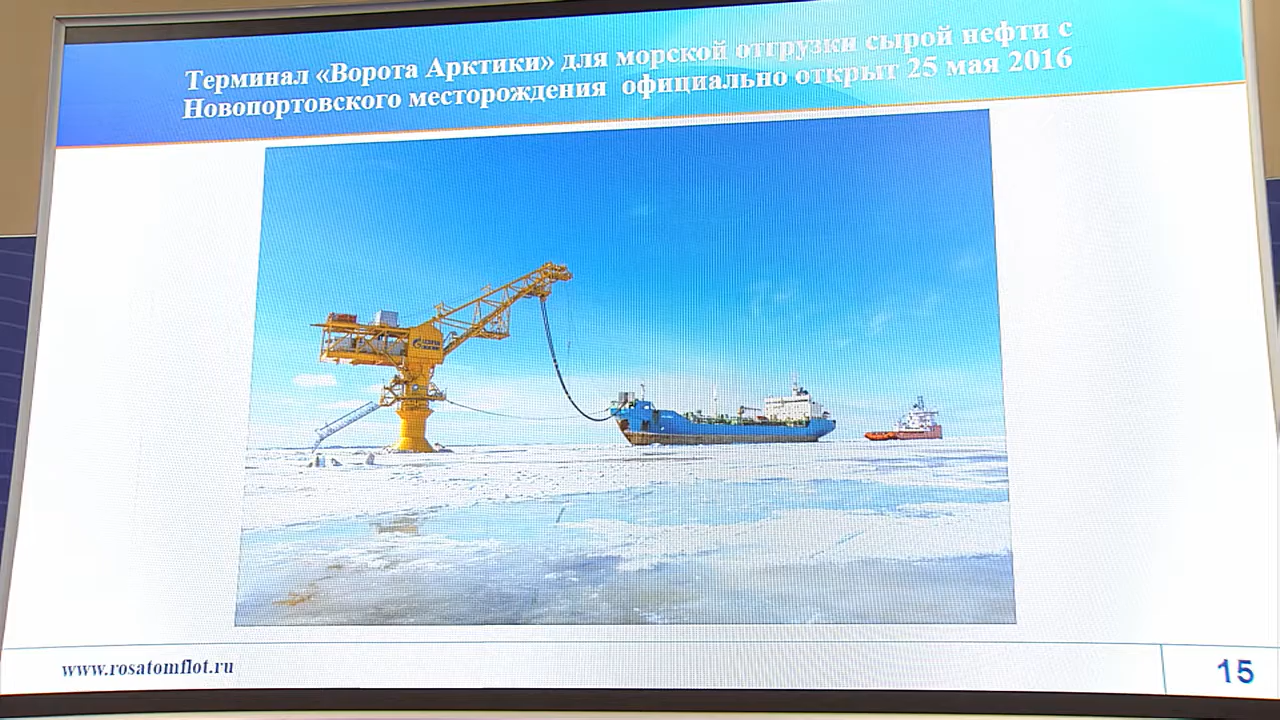 Терминал «Ворота Арктики» для морской отгрузки сырой нефти с
Новопортовского месторождения официально открыт 25 мая 2016
www.rosatomflot.ru
15